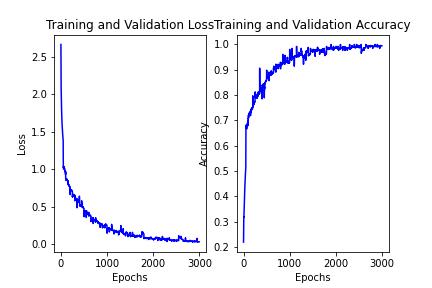 Training and Validation Loss
2.5
2.0
1.5
1.0
0.5
0.0
Loss
0 1000 2000 3000
Epochs
Training and Validation Accuracy
1.0
0.9
0.8
0.7
0.6
0.5
0.4
0.3
0.2
Accuracy
0 1000 2000 3000
Epochs